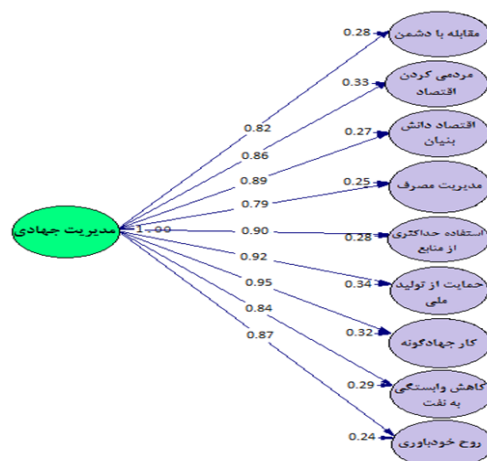 0.28
مقابله با دشمن
0.33
مردمی کردن
اقتصاد
0.82
0.27
اقتصاد دانش
بنیان
0.86
0.89
0.25
مدیریت مصرف
0.79
مدیریت جهادی
1.00
0.90
0.28
استفاده حداکثری
از منابع
0.92
0.34
حمایت از تولید
ملی
0.95
0.32
کار جهادگونه
0.84
0.87
0.29
کاهش وابستگی
به نفت
0.24
روح خودباوری